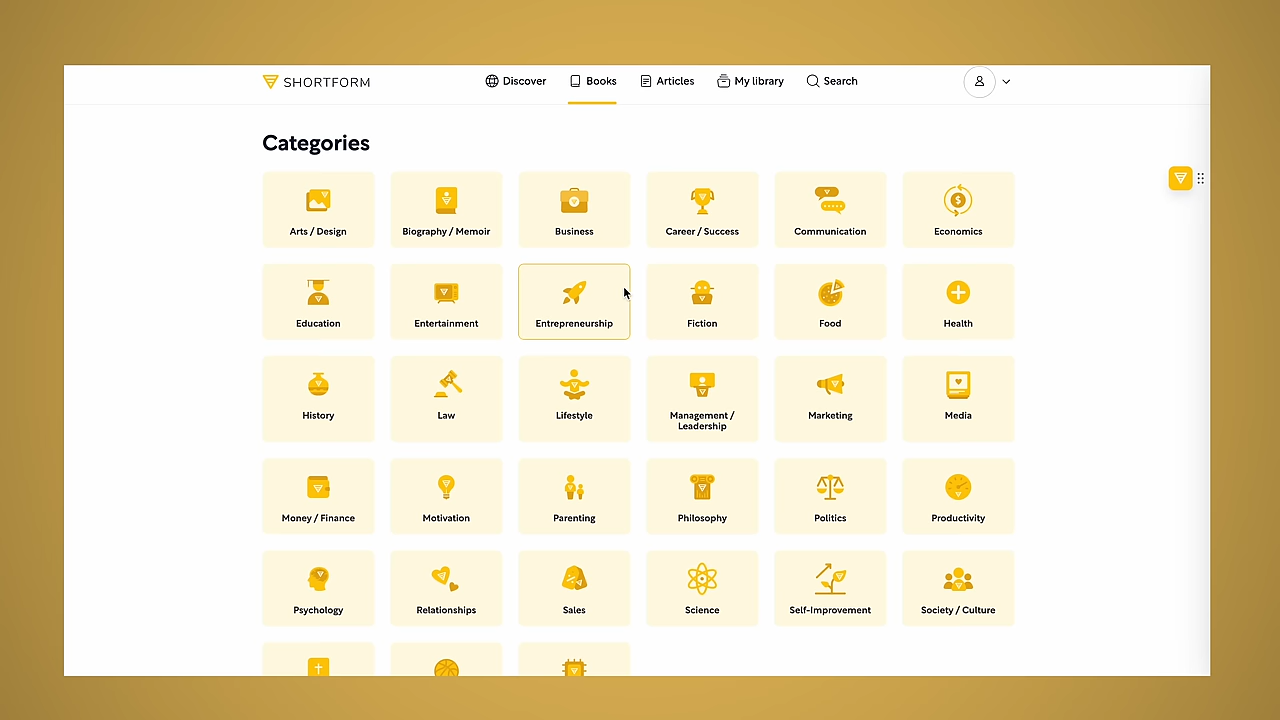 SHORTFORM
Discover
Books
Articles
My library
Search
Categories
Arts / Design
Biography / Memoir
Business
Career / Success
Communication
Economics
Education
Entertainment
Entrepreneurship
Fiction
Food
Health
History
Law
Lifestyle
Management /
Leadership
Marketing
Media
Money / Finance
Motivation
Parenting
Philosophy
Politics
Productivity
Psychology
Relationships
Sales
Science
Self-Improvement
Society / Culture